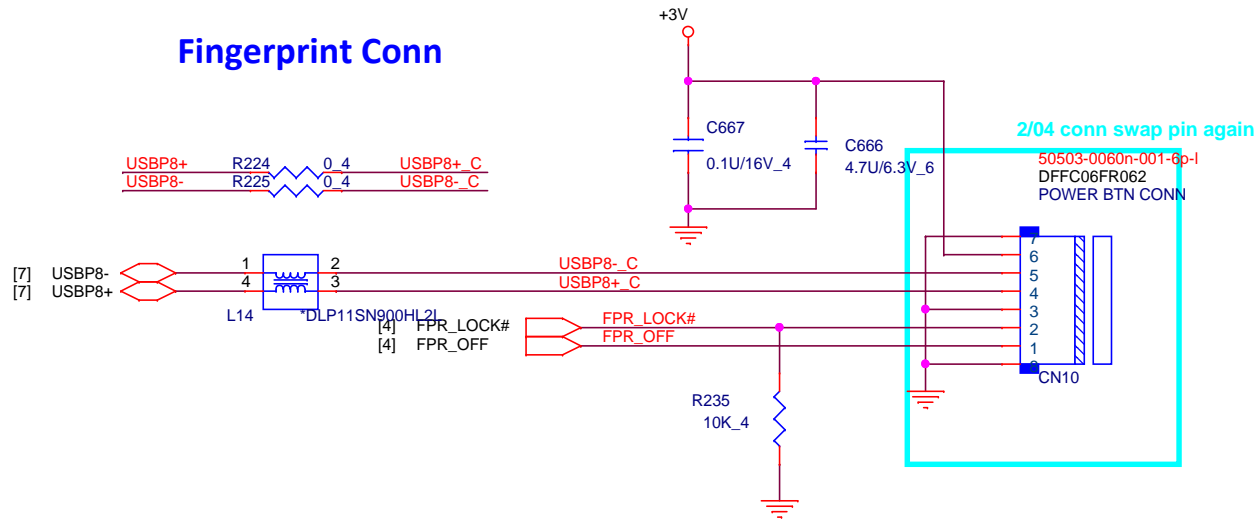 +3V
Fingerprint Conn
C667
0.1U/16V_4
C666
4.7U/6.3V_6
2/04 conn swap pin again
50503-0060n-001-6p-l
DFFC06FR062
POWER BTN CONN
USBP8+ R224 0_4 USBP8+_C
USBP8- R225 0_4 USBP8-_C
7
6
[7] USBP8- 1 2 USBP8-_C 5
[7] USBP8+ 4 3 USBP8+_C 4
L14 *DLP11SN900HL2L
3
[4] FPR_LOCK# FPR_LOCK# 2
[4] FPR_OFF FPR_OFF 1
8
CN10
R235
10K_4